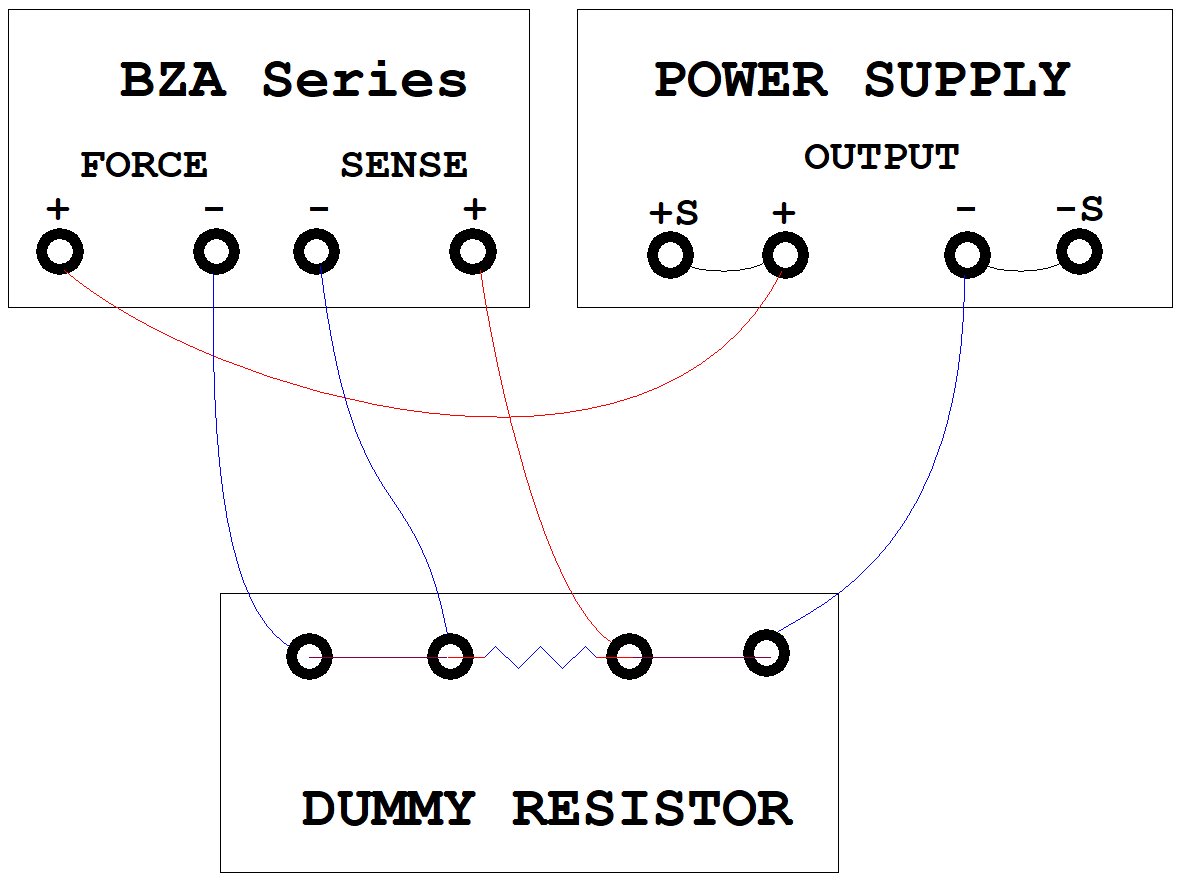 BZA Series
FORCE SENSE
+ - - +
POWER SUPPLY
OUTPUT
+S + - -S
DUMMY RESISTOR